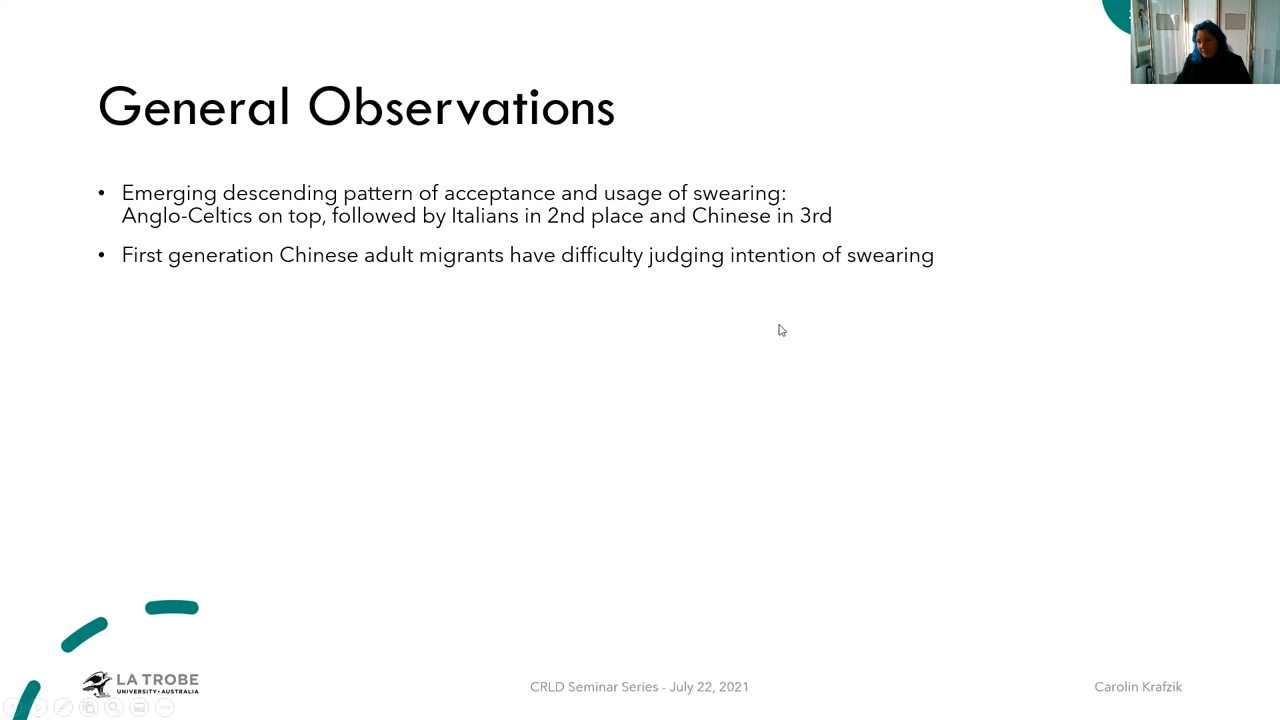 General Observations
• Emerging descending pattern of acceptance and usage of swearing:
Anglo-Celtics on top, followed by Italians in 2nd place and Chinese in 3rd
• First generation Chinese adult migrants have difficulty judging intention of swearing
LA TROBE
UNIVERSITY•AUSTRALIA
CRLD Seminar Series - July 22, 2021
Carolin Krafzik